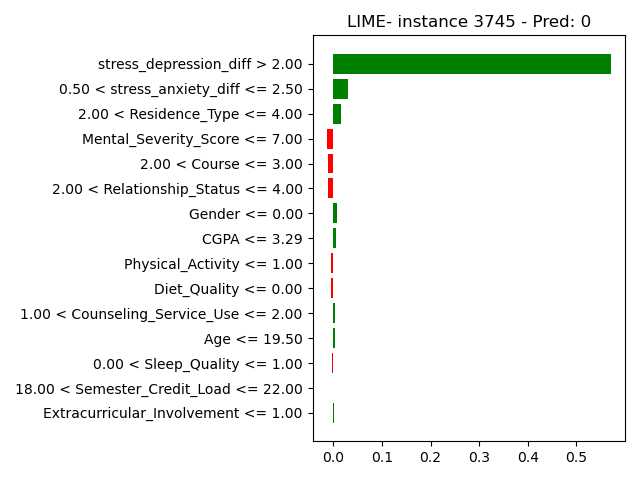 LIME- instance 3745 - Pred: 0
stress_depression_diff > 2.00
0.50 < stress_anxiety_diff <= 2.50
2.00 < Residence_Type <= 4.00
Mental_Severity_Score <= 7.00
2.00 < Course <= 3.00
2.00 < Relationship_Status <= 4.00
Gender <= 0.00
CGPA <= 3.29
Physical_Activity <= 1.00
Diet_Quality <= 0.00
1.00 < Counseling_Service_Use <= 2.00
Age <= 19.50
0.00 < Sleep_Quality <= 1.00
18.00 < Semester_Credit_Load <= 22.00
Extracurricular_Involvement <= 1.00
0.0 0.1 0.2 0.3 0.4 0.5